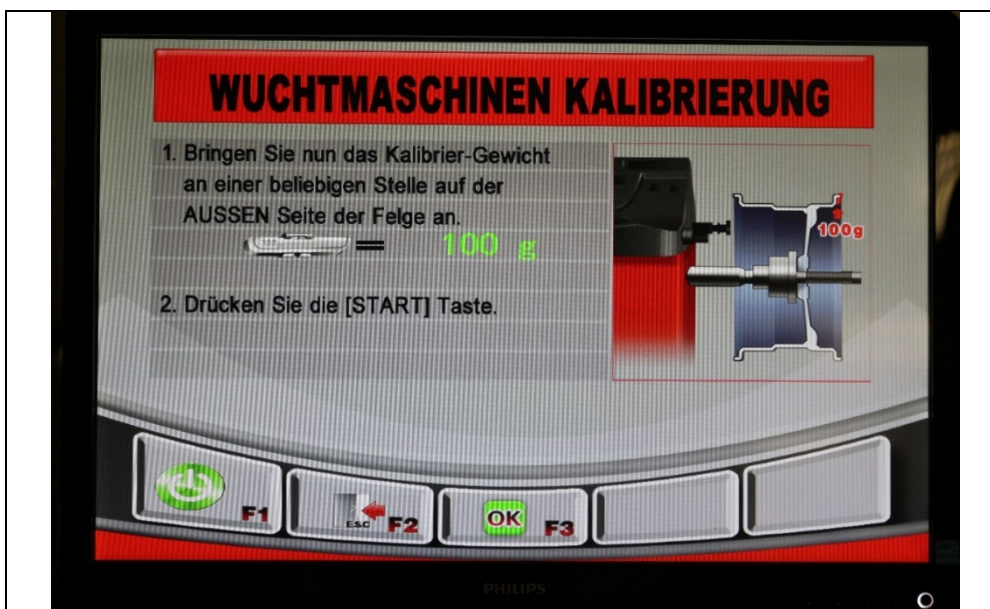 WUCHTMASCHINEN KALIBRIERUNG
1. Bringen Sie nun das Kalibrier-Gewicht
an einer beliebigen Stelle auf der
AUSSEN Seite der Felge an.
= 100 g
2. Drücken Sie die [START] Taste.
100g
F1
ESC F2
OK F3
PHILIPS